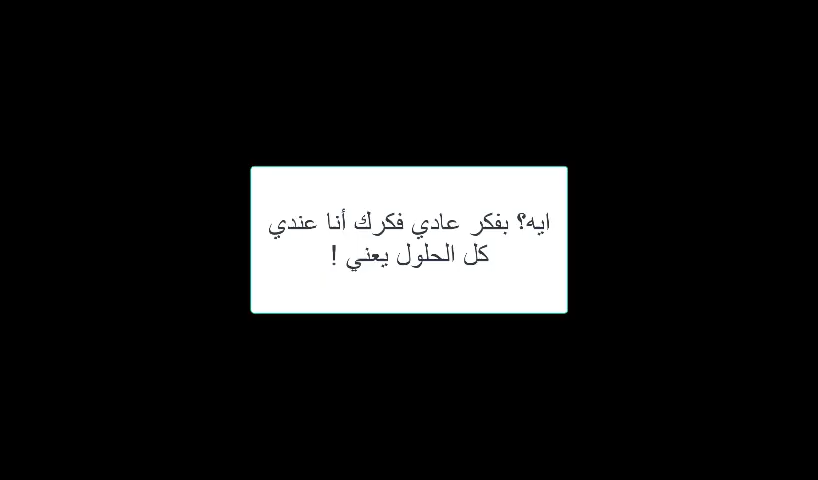 ايه؟ بفكر عادي فكرك أنا عندي
كل الحلول يعني !